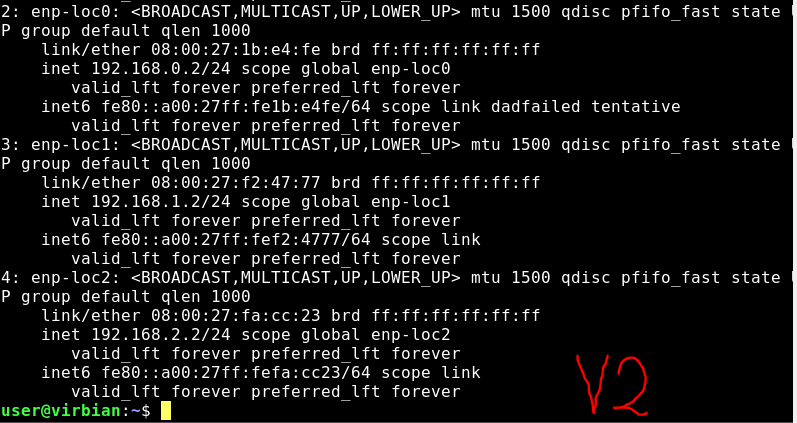 2: enp-loc0: <BROADCAST,MULTICAST,UP,LOWER_UP> mtu 1500 qdisc pfifo_fast state U
P group default qlen 1000
    link/ether 08:00:27:1b:e4:fe brd ff:ff:ff:ff:ff:ff
    inet 192.168.0.2/24 scope global enp-loc0
       valid_lft forever preferred_lft forever
    inet6 fe80::a00:27ff:fe1b:e4fe/64 scope link dadfailed tentative
       valid_lft forever preferred_lft forever
3: enp-loc1: <BROADCAST,MULTICAST,UP,LOWER_UP> mtu 1500 qdisc pfifo_fast state U
P group default qlen 1000
    link/ether 08:00:27:f2:47:77 brd ff:ff:ff:ff:ff:ff
    inet 192.168.1.2/24 scope global enp-loc1
       valid_lft forever preferred_lft forever
    inet6 fe80::a00:27ff:fef2:4777/64 scope link
       valid_lft forever preferred_lft forever
4: enp-loc2: <BROADCAST,MULTICAST,UP,LOWER_UP> mtu 1500 qdisc pfifo_fast state U
P group default qlen 1000
    link/ether 08:00:27:fa:cc:23 brd ff:ff:ff:ff:ff:ff
    inet 192.168.2.2/24 scope global enp-loc2
       valid_lft forever preferred_lft forever
    inet6 fe80::a00:27ff:fefa:cc23/64 scope link
       valid_lft forever preferred_lft forever
V2
user@virbian:~$